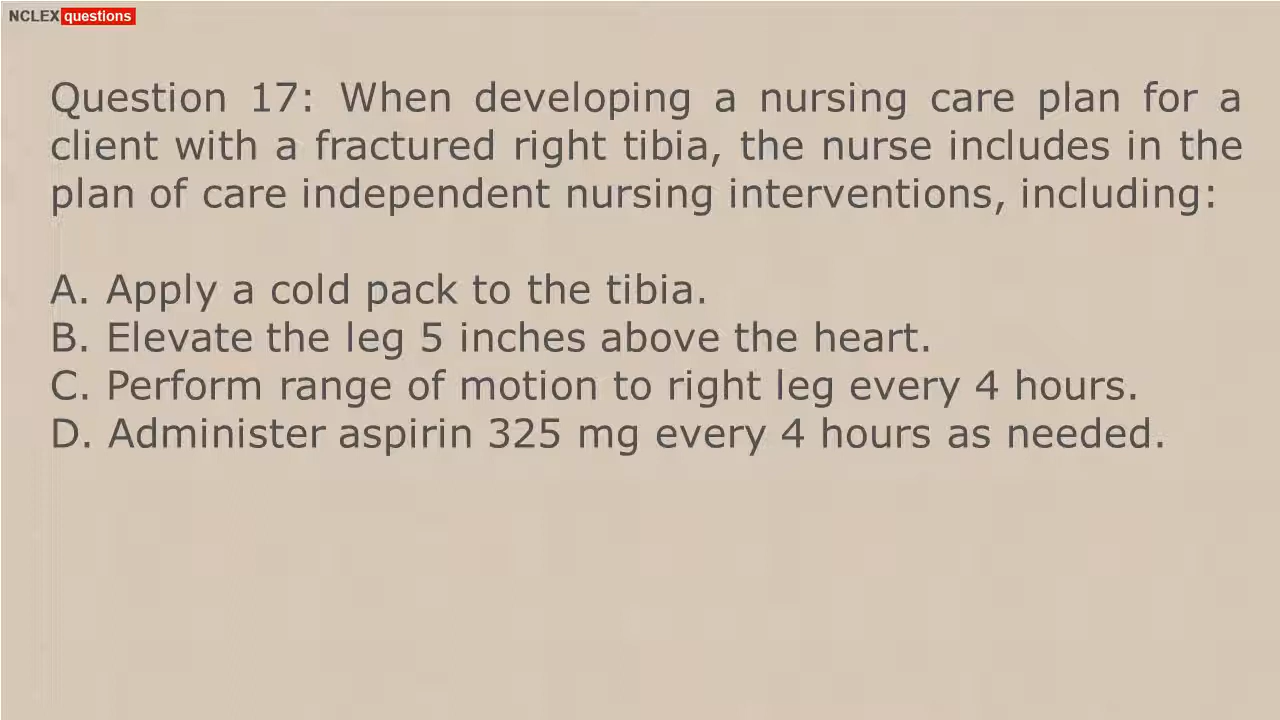 NCLEX questions
Question 17: When developing a nursing care plan for a
client with a fractured right tibia, the nurse includes in the
plan of care independent nursing interventions, including:
A. Apply a cold pack to the tibia.
B. Elevate the leg 5 inches above the heart.
C. Perform range of motion to right leg every 4 hours.
D. Administer aspirin 325 mg every 4 hours as needed.